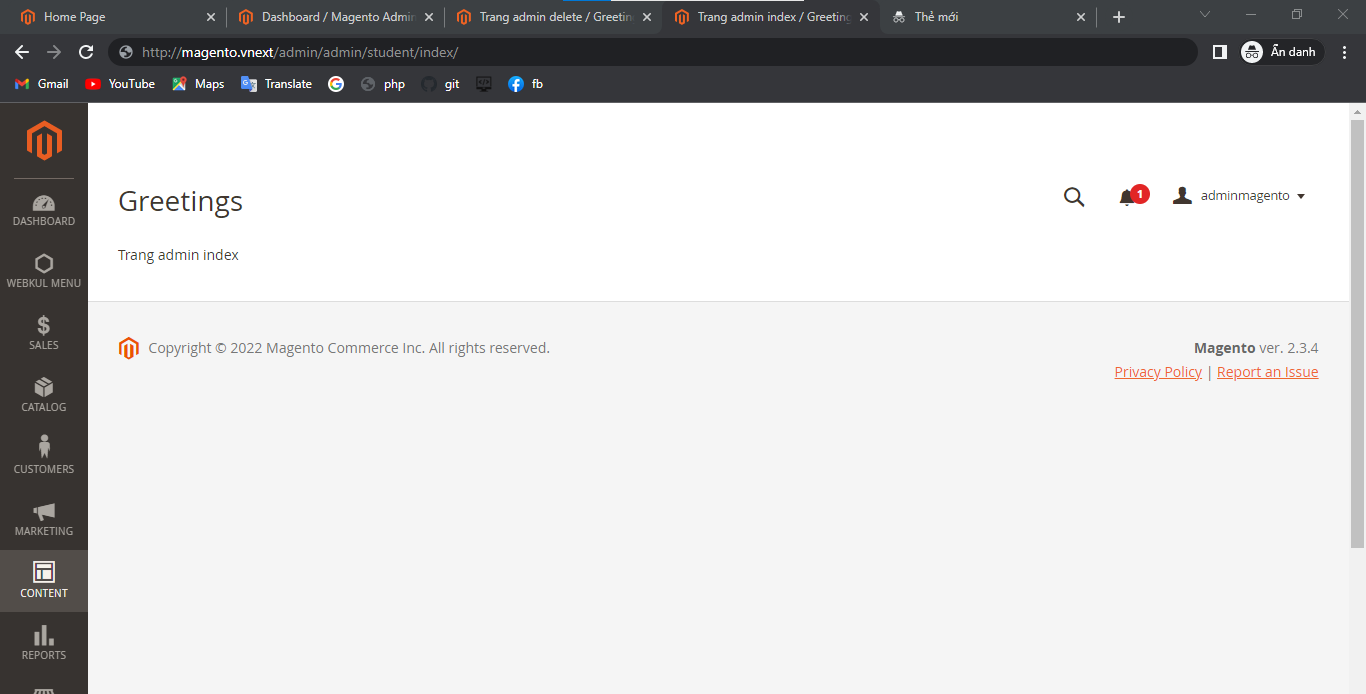 Home Page
Dashboard / Magento Admin
Trang admin delete / Greetin
Trang admin index / Greeting
Thẻ mới
http://magento.vnext/admin/admin/student/index/
Ẩn danh
Gmail
YouTube
Maps
Translate
php
git
fb
DASHBOARD
WEBKUL MENU
SALES
CATALOG
CUSTOMERS
MARKETING
CONTENT
REPORTS
Greetings
1
adminmagento
Trang admin index
Copyright © 2022 Magento Commerce Inc. All rights reserved.
Magento ver. 2.3.4
Privacy Policy | Report an Issue